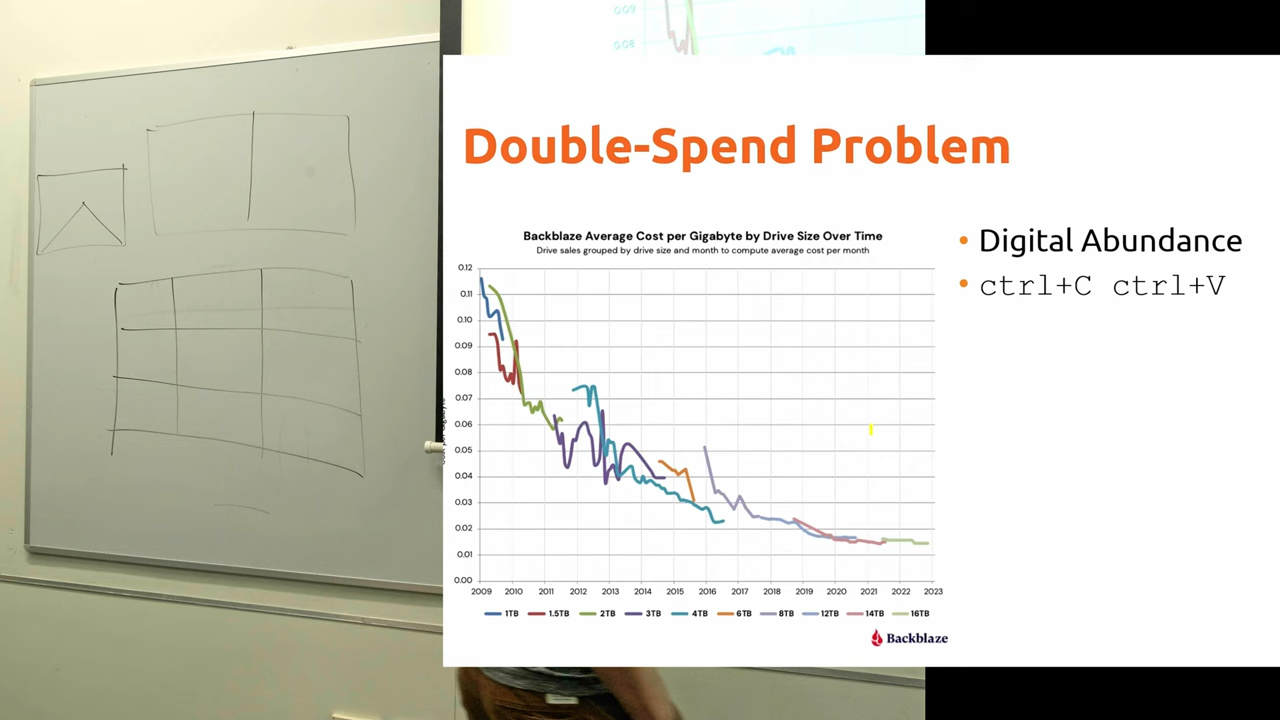 0.09
0.08
Double-Spend Problem
Backblaze Average Cost per Gigabyte by Drive Size Over Time
Drive sales grouped by drive size and month to compute average cost per month
• Digital Abundance
• ctrl+C ctrl+V
0.12
0.11
0.10
0.09
0.08
0.07
0.06
0.05
0.04
0.03
0.02
0.01
0.00
2009 2010 2011 2012 2013 2014 2015 2016 2017 2018 2019 2020 2021 2022 2023
1TB 1.5TB 2TB 3TB 4TB 6TB 8TB 12TB 14TB 16TB
Backblaze